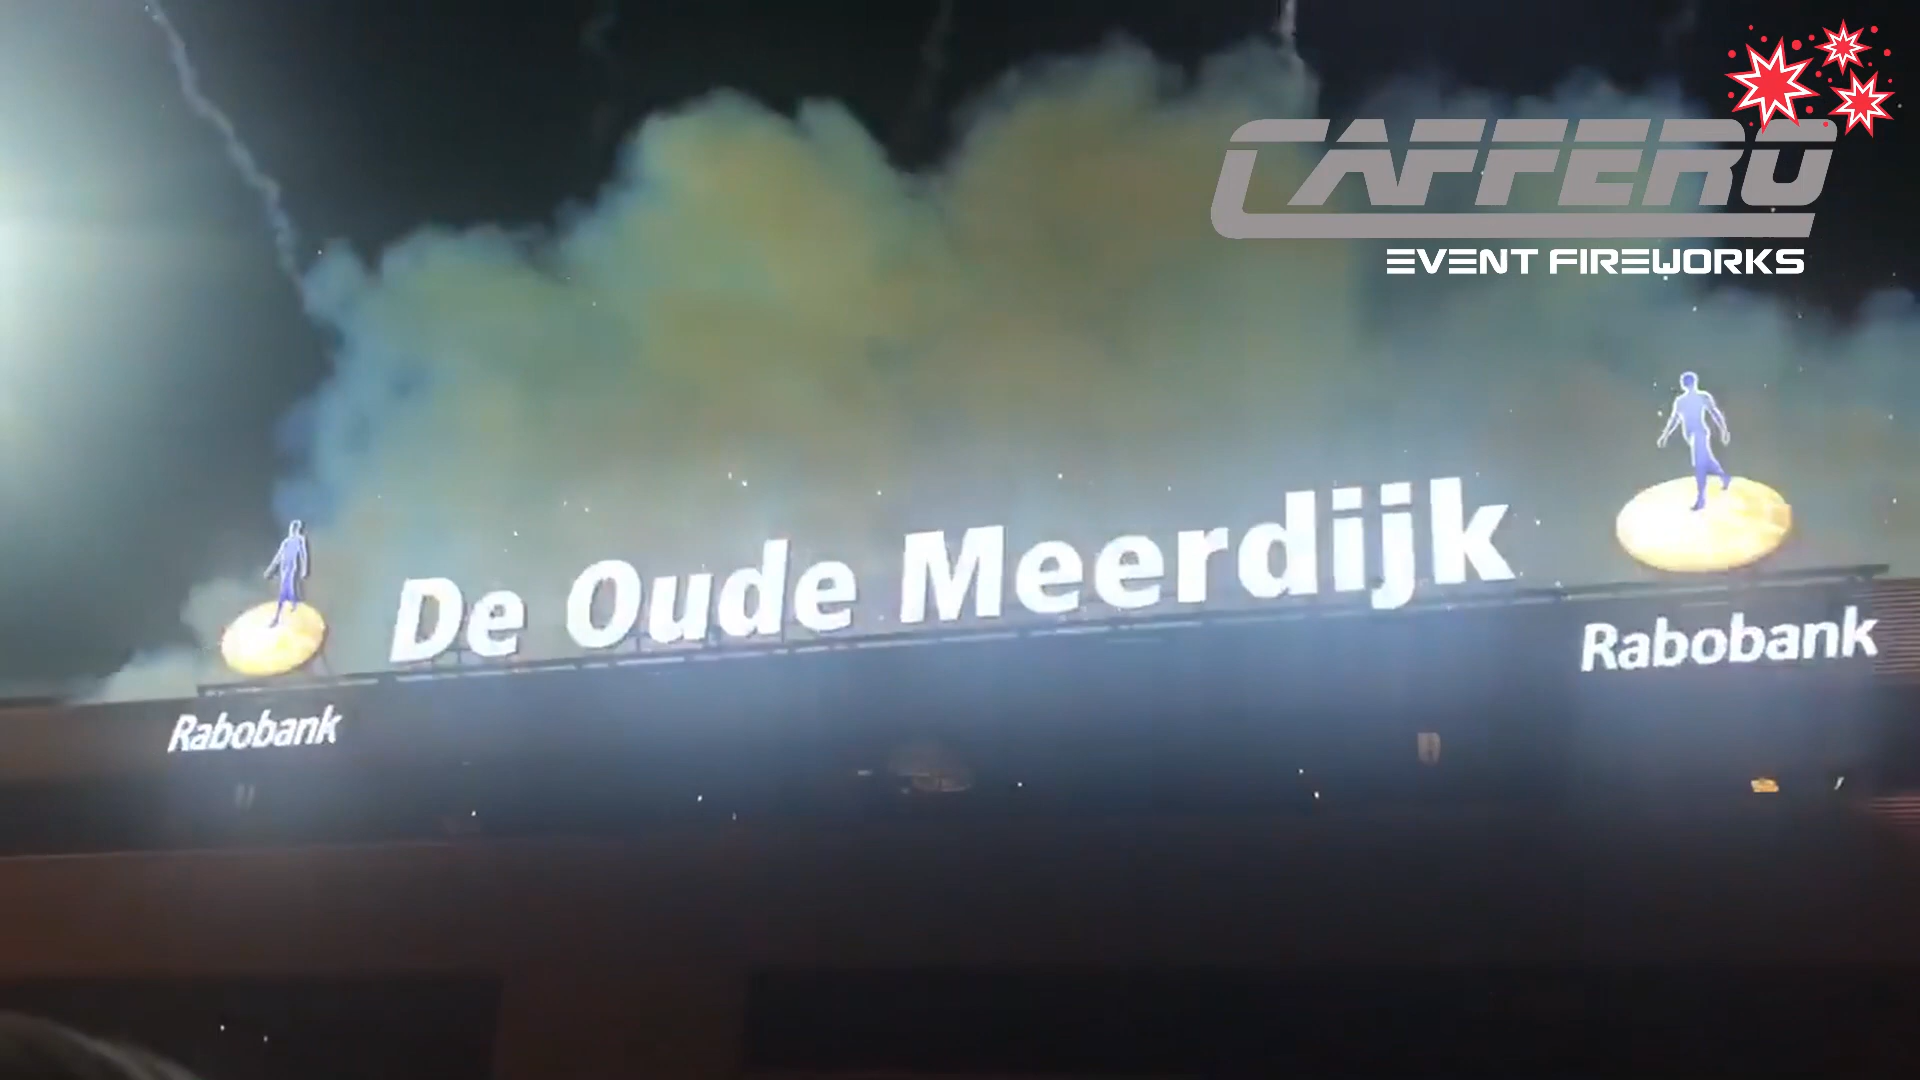 CAFFERO
EVENT FIREWORKS
De Oude Meerdijk
Rabobank
Rabobank